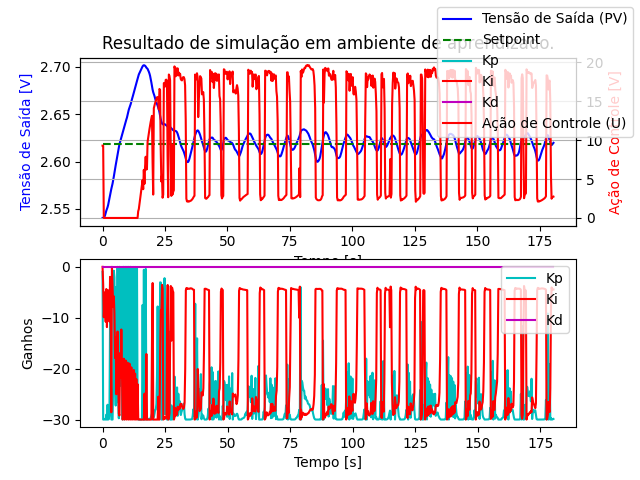 Resultado de simulação em ambiente de aprendizado.
Tensão de Saída (PV)
Setpoint
Kp
Ki
Kd
Ação de Controle (U)
Tensão de Saída [V]
2.70
2.65
2.60
2.55
20
15
10
5
0
Ação de Controle [V]
0
25
50
75
100
125
150
175
Tempo [s]
Ganhos
0
−10
−20
−30
Kp
Ki
Kd
0
25
50
75
100
125
150
175
Tempo [s]